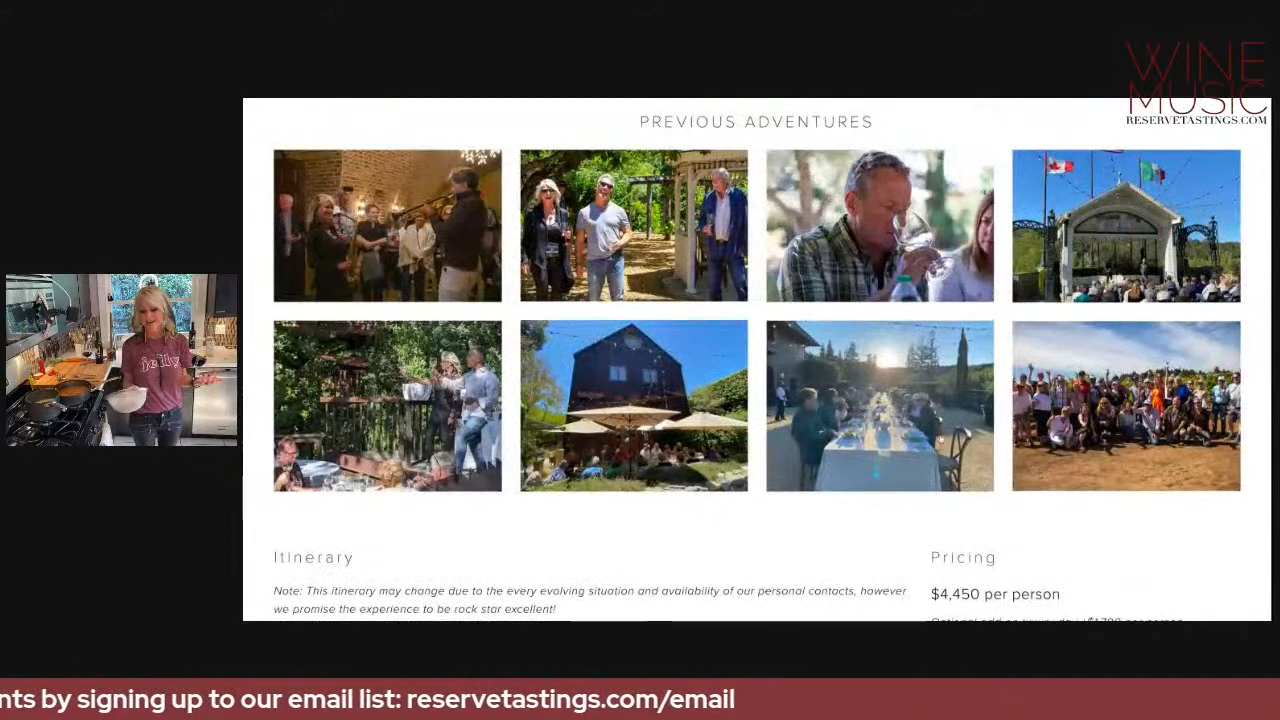 WINE
MUSIC
RESERVETASTINGS.COM
PREVIOUS ADVENTURES
jelly
Itinerary
Note: This itinerary may change due to the every evolving situation and availability of our personal contacts, however
we promise the experience to be rock star excellent!
Pricing
$4,450 per person
nts by signing up to our email list: reservetastings.com/email